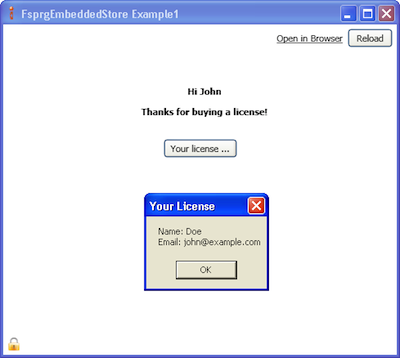 FsprgEmbeddedStore Example1
Open in Browser
Reload
Hi John
Thanks for buying a license!
Your license ...
Your License
Name: Doe
Email: john@example.com
OK